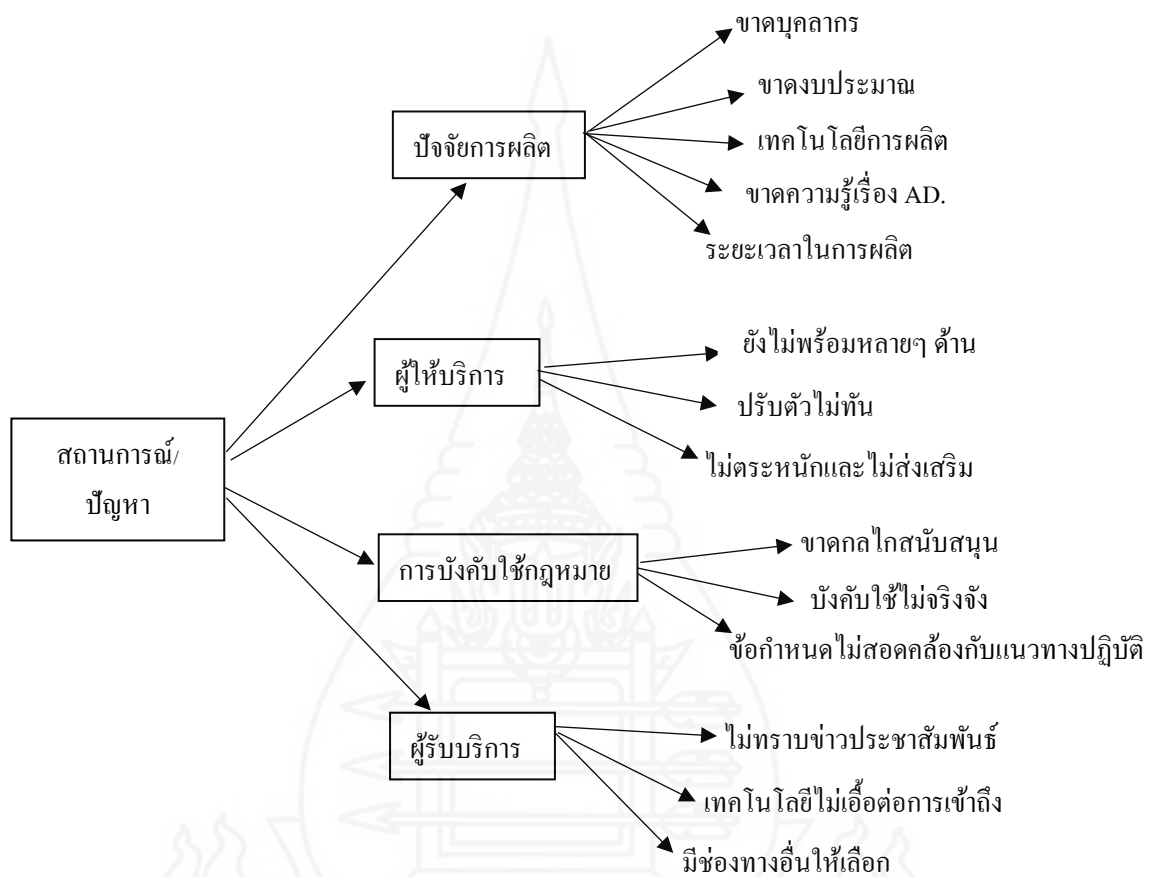 ขาดบุคลากร
ขาดงบประมาณ
ปัจจัยการผลิต
เทคโนโลยีการผลิต
ขาดความรู้เรื่อง AD.
ระยะเวลาในการผลิต
ยังไม่พร้อมหลายๆ ด้าน
ผู้ให้บริการ
ปรับตัวไม่ทัน
ไม่ตระหนักและไม่ส่งเสริม
สถานการณ์/
ปัญหา
ขาดกลไกสนับสนุน
การบังคับใช้กฎหมาย
บังคับใช้ไม่จริงจัง
ข้อกำหนดไม่สอดคล้องกับแนวทางปฏิบัติ
ไม่ทราบข่าวประชาสัมพันธ์
ผู้รับบริการ
เทคโนโลยีไม่เอื้อต่อการเข้าถึง
มีช่องทางอื่นให้เลือก